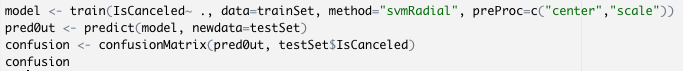 model <- train(IsCanceled~ ., data=trainSet, method="svmRadial", preProc=c("center","scale"))
predOut <- predict(model, newdata=testSet)
confusion <- confusionMatrix(predOut, testSet$IsCanceled)
confusion